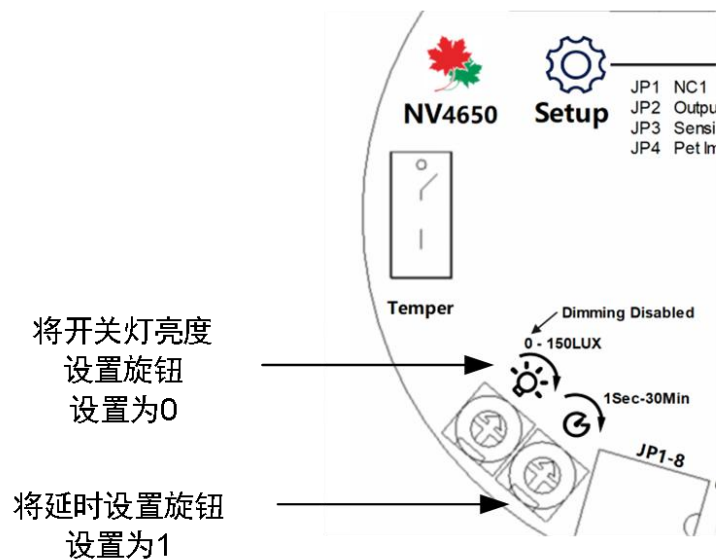 NV4650
Setup
JP1 NC1
JP2 Outpu
JP3 Sensi
JP4 Pet Im
Temper
Dimming Disabled
0 - 150LUX
1Sec-30Min
JP1-8
将开关灯亮度
设置旋钮
设置为0
将延时设置旋钮
设置为1